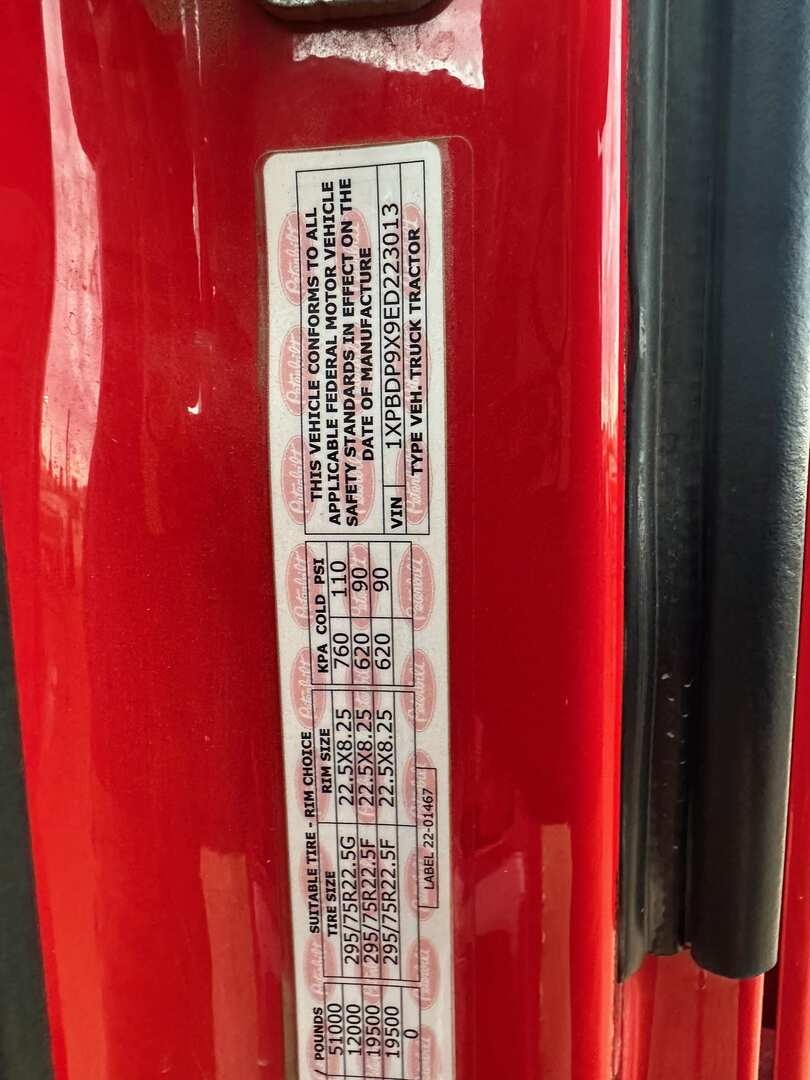 THIS VEHICLE CONFORMS TO ALL
APPLICABLE FEDERAL MOTOR VEHICLE
SAFETY STANDARDS IN EFFECT ON THE
DATE OF MANUFACTURE
VIN 1XPBDP9X9ED223013
TYPE VEH. TRUCK TRACTOR
SUITABLE TIRE - RIM CHOICE
/ POUNDS TIRE SIZE RIM SIZE KPA COLD PSI
51000
12000 295/75R22.5G 22.5X8.25 760 110
19500 295/75R22.5F 22.5X8.25 620 90
19500 295/75R22.5F 22.5X8.25 620 90
0
LABEL 22-01467
Peterbilt